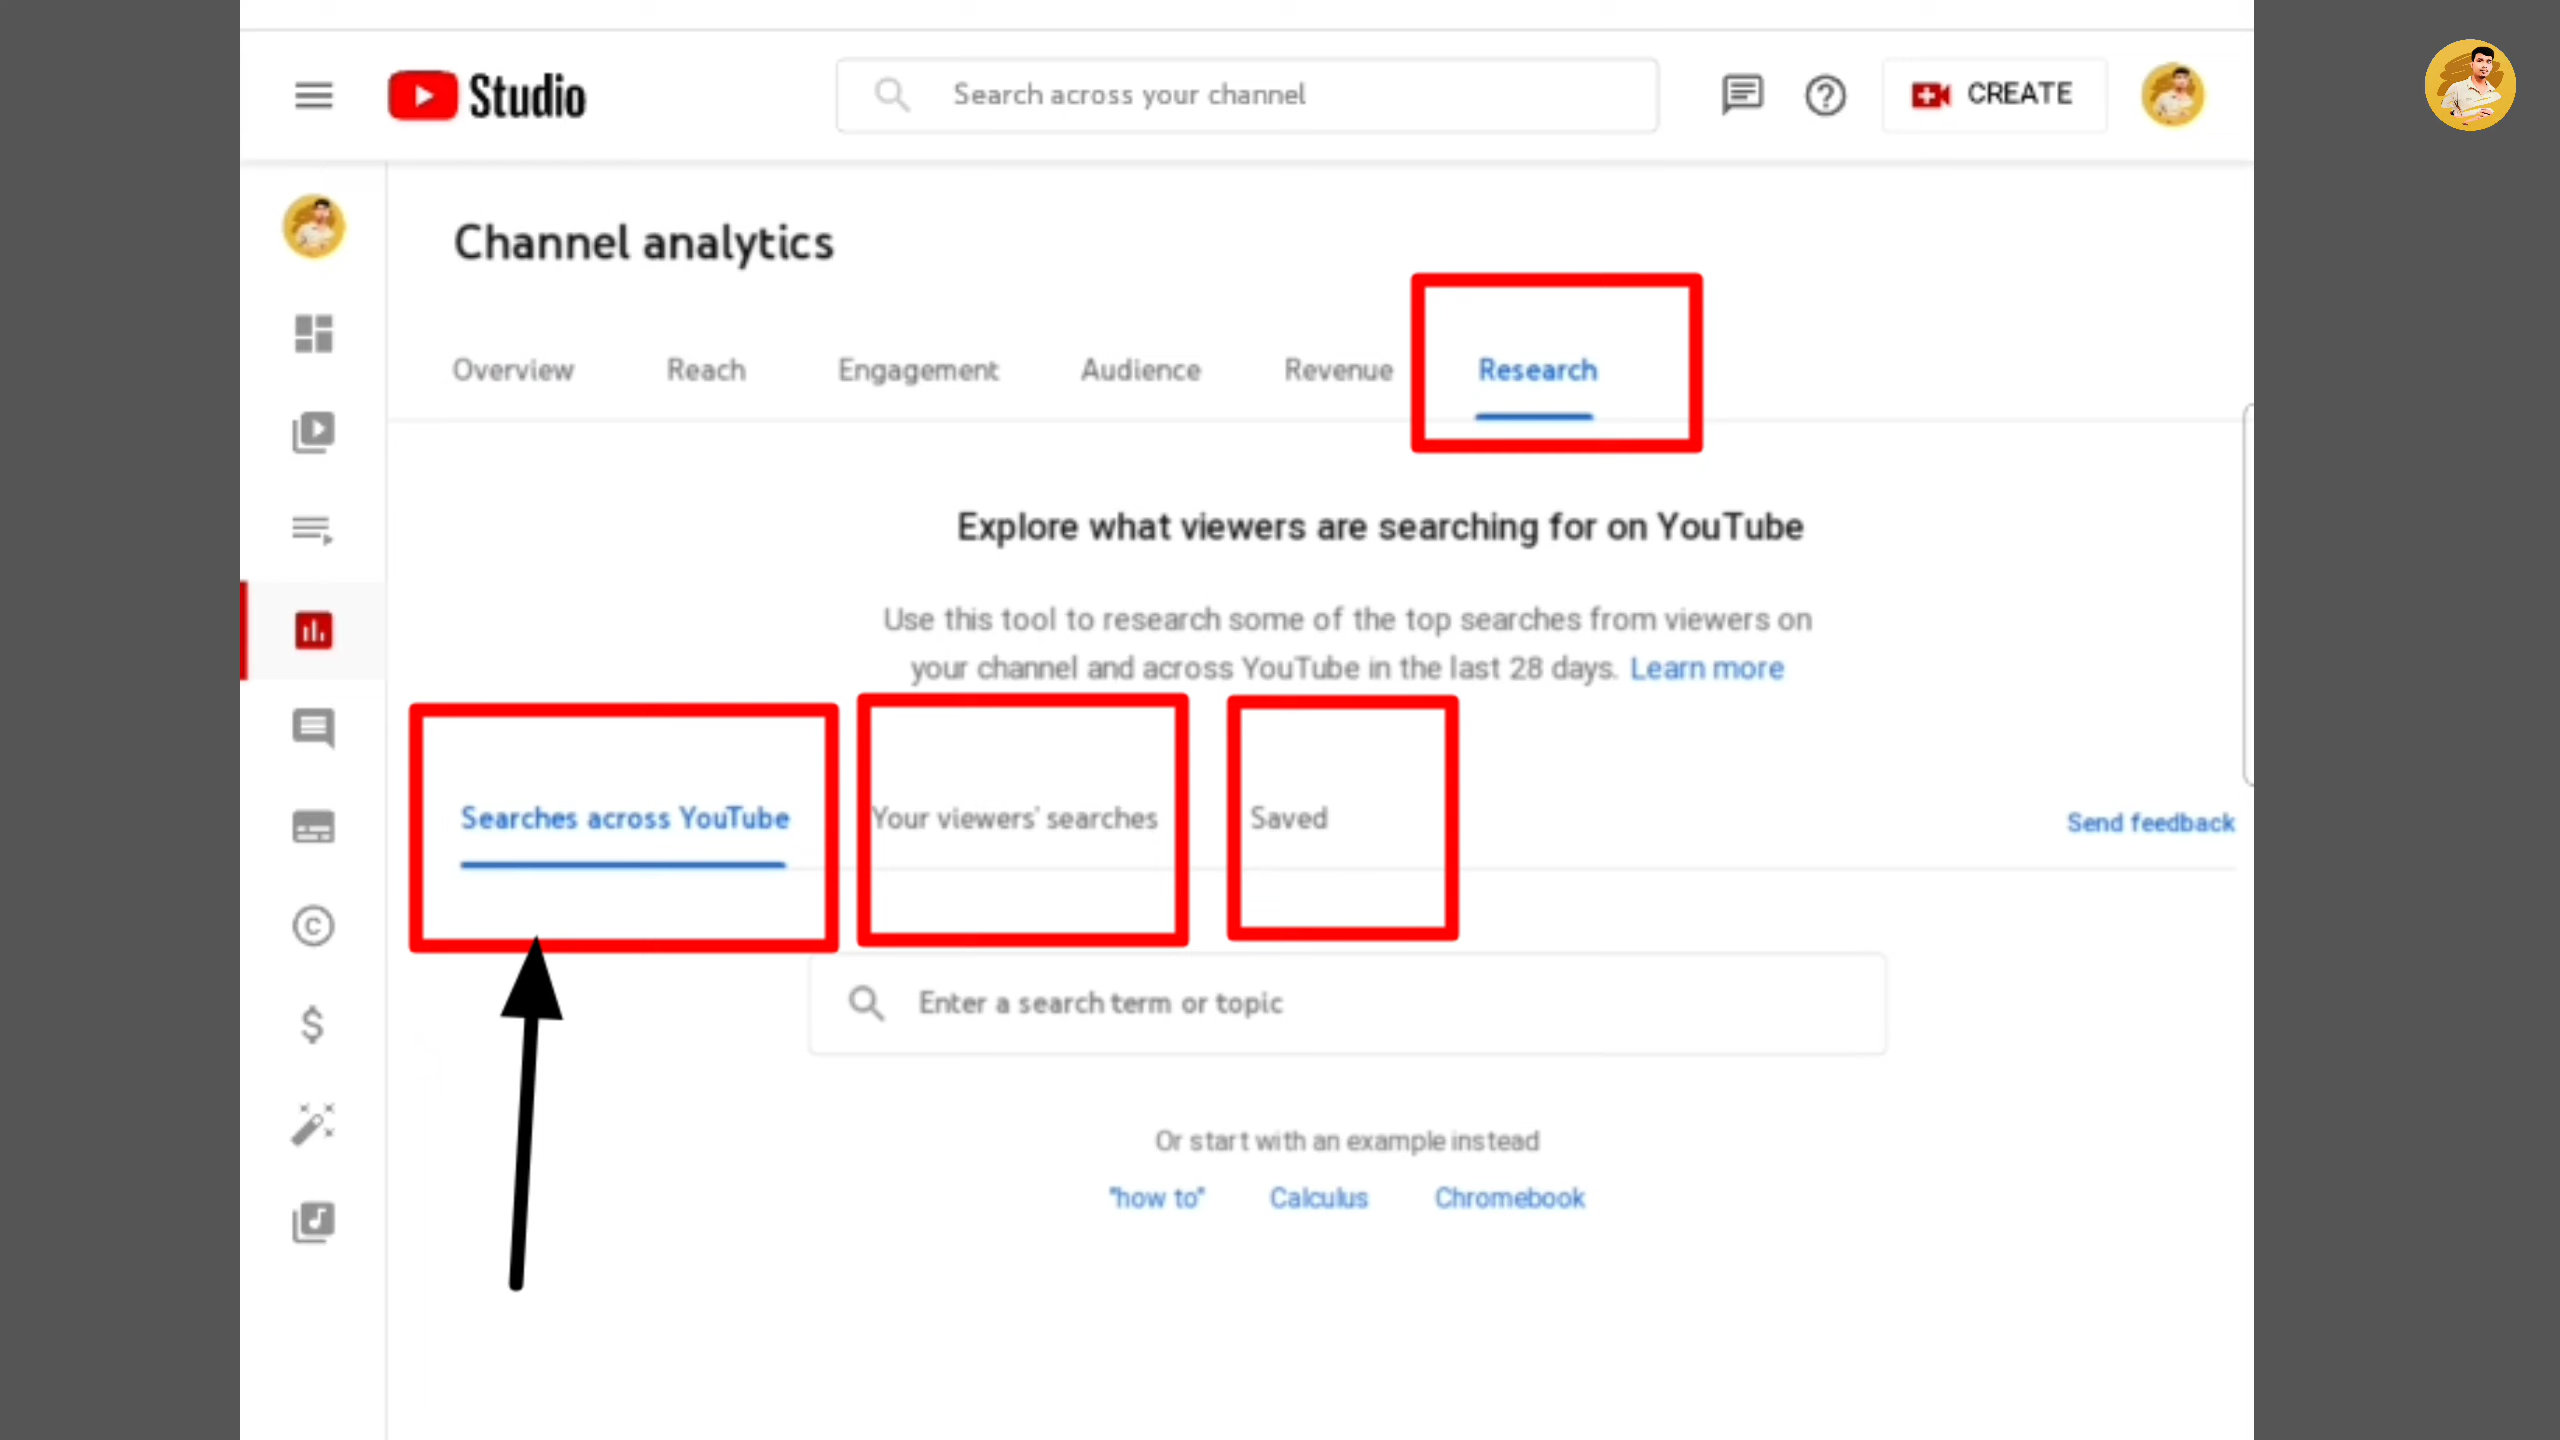 Studio
Search across your channel
CREATE
Channel analytics
Overview Reach Engagement Audience Revenue Research
Explore what viewers are searching for on YouTube
Use this tool to research some of the top searches from viewers on
your channel and across YouTube in the last 28 days. Learn more
Searches across YouTube Your viewers' searches Saved Send feedback
Enter a search term or topic
Or start with an example instead
"how to" Calculus Chromebook